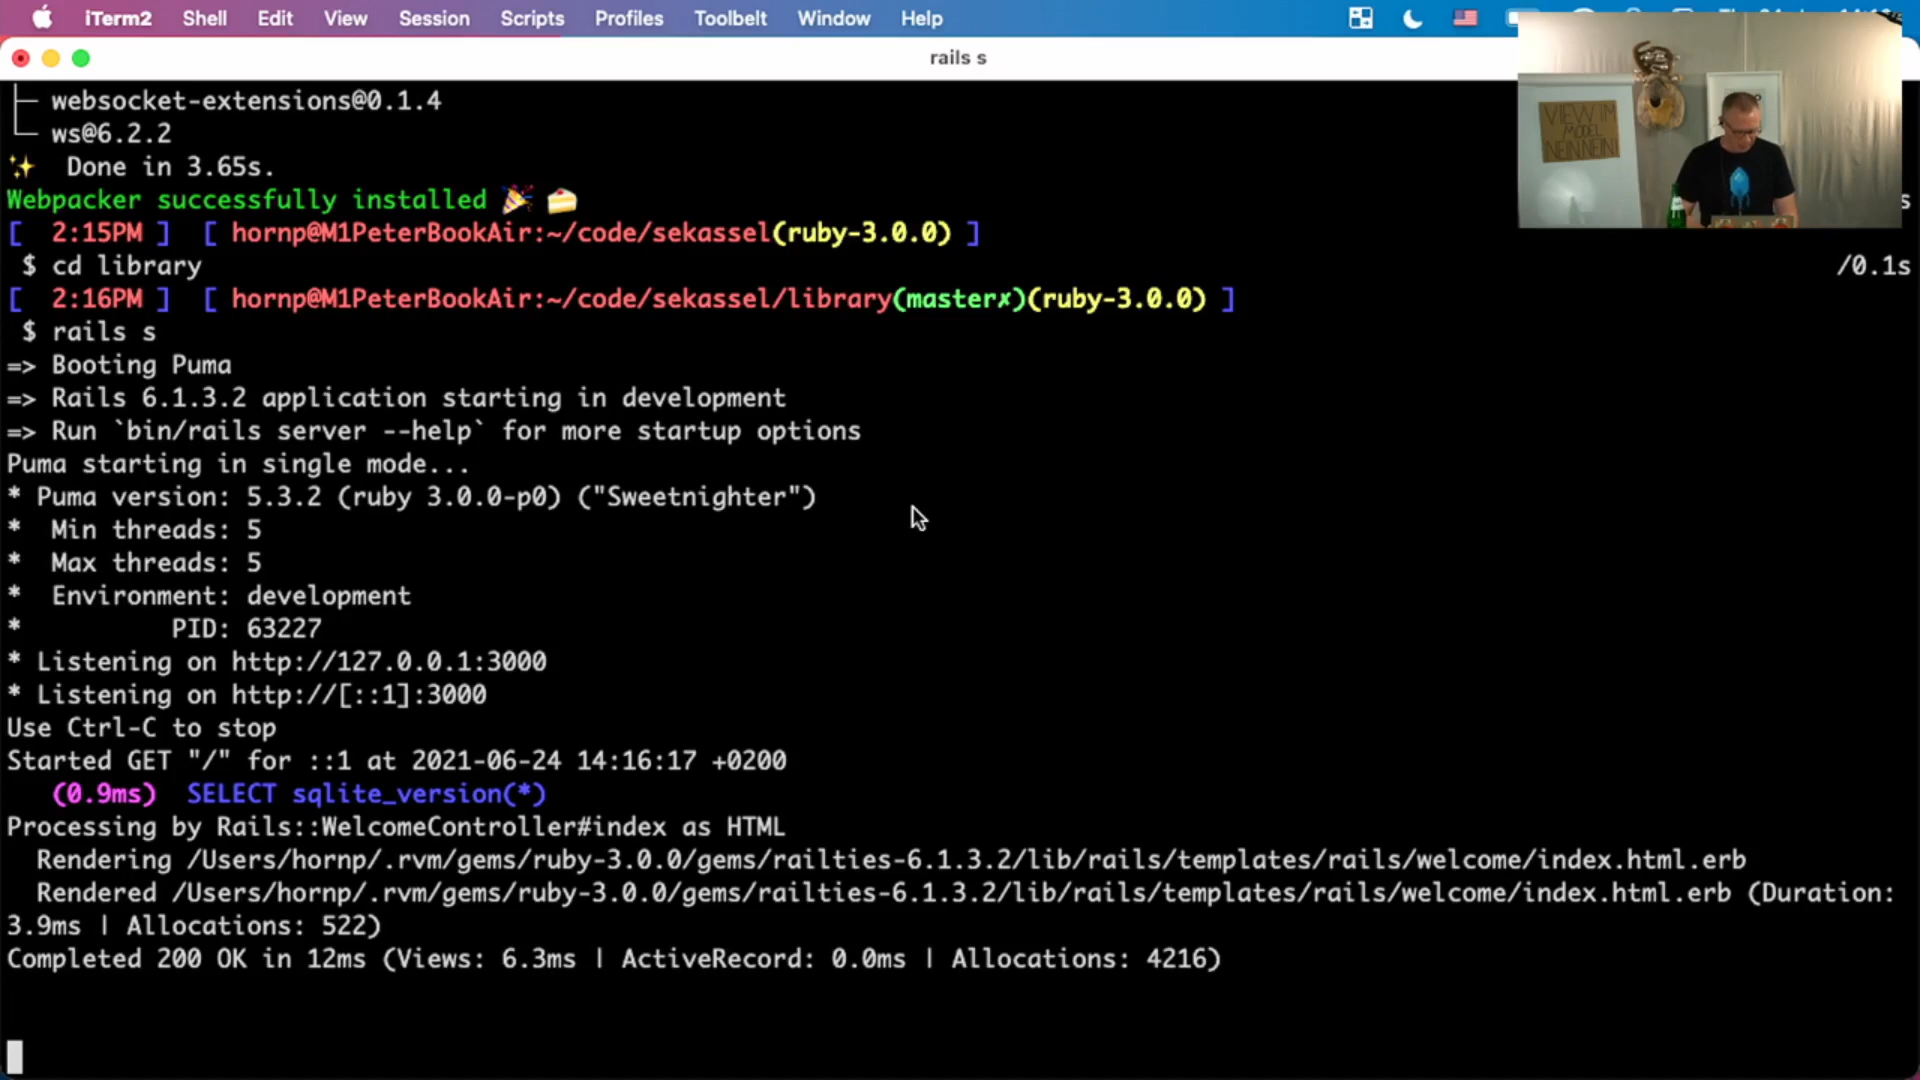 iTerm2 Shell Edit View Session Scripts Profiles Toolbelt Window Help
rails s
├─ websocket-extensions@0.1.4
└─ ws@6.2.2
✨ Done in 3.65s.
Webpacker successfully installed 🎉 🍰
[ 2:15PM ] [ hornp@M1PeterBookAir:~/code/sekassel(ruby-3.0.0) ]
$ cd library /0.1s
[ 2:16PM ] [ hornp@M1PeterBookAir:~/code/sekassel/library(master✗)(ruby-3.0.0) ]
$ rails s
=> Booting Puma
=> Rails 6.1.3.2 application starting in development
=> Run `bin/rails server --help` for more startup options
Puma starting in single mode...
* Puma version: 5.3.2 (ruby 3.0.0-p0) ("Sweetnighter")
* Min threads: 5
* Max threads: 5
* Environment: development
* PID: 63227
* Listening on http://127.0.0.1:3000
* Listening on http://[::1]:3000
Use Ctrl-C to stop
Started GET "/" for ::1 at 2021-06-24 14:16:17 +0200
(0.9ms) SELECT sqlite_version(*)
Processing by Rails::WelcomeController#index as HTML
Rendering /Users/hornp/.rvm/gems/ruby-3.0.0/gems/railties-6.1.3.2/lib/rails/templates/rails/welcome/index.html.erb
Rendered /Users/hornp/.rvm/gems/ruby-3.0.0/gems/railties-6.1.3.2/lib/rails/templates/rails/welcome/index.html.erb (Duration:
3.9ms | Allocations: 522)
Completed 200 OK in 12ms (Views: 6.3ms | ActiveRecord: 0.0ms | Allocations: 4216)
VIEW IM
MODEL
NEIN NEIN!